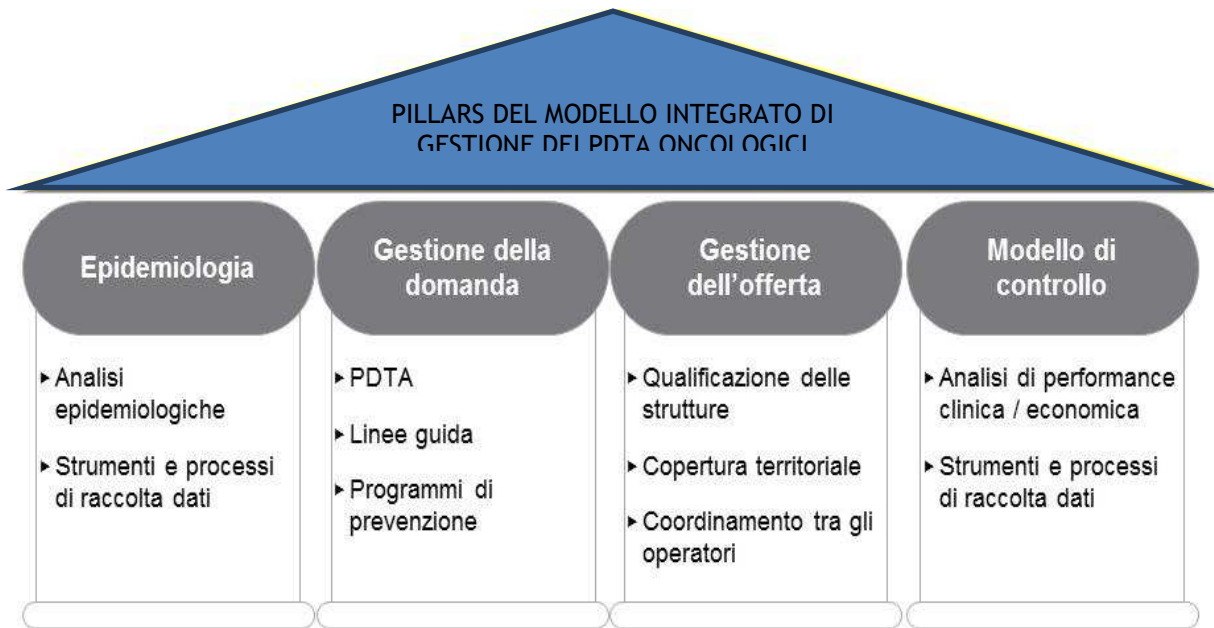 PILLARS DEL MODELLO INTEGRATO DI
GESTIONE DEI PDTA ONCOLOGICI
Epidemiologia
▸ Analisi
epidemiologiche
▸ Strumenti e processi
di raccolta dati
Gestione della
domanda
▸ PDTA
▸ Linee guida
▸ Programmi di
prevenzione
Gestione
dell'offerta
▸ Qualificazione delle
strutture
▸ Copertura territoriale
▸ Coordinamento tra gli
operatori
Modello di
controllo
▸ Analisi di performance
clinica / economica
▸ Strumenti e processi
di raccolta dati